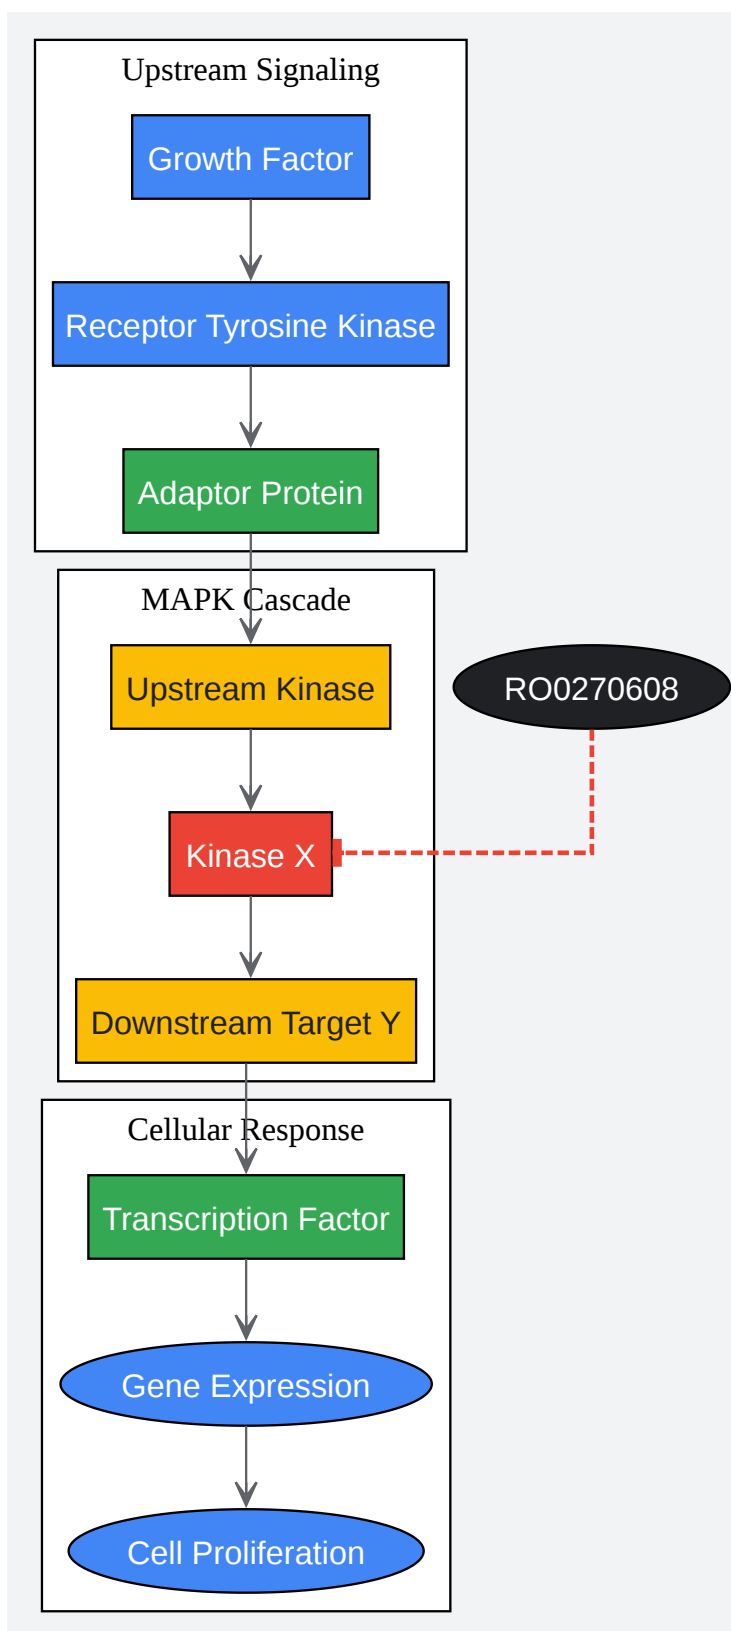 Upstream Signaling
Growth Factor
Receptor Tyrosine Kinase
Adaptor Protein
MAPK Cascade
Upstream Kinase
RO0270608
Kinase X
Downstream Target Y
Cellular Response
Transcription Factor
Gene Expression
Cell Proliferation